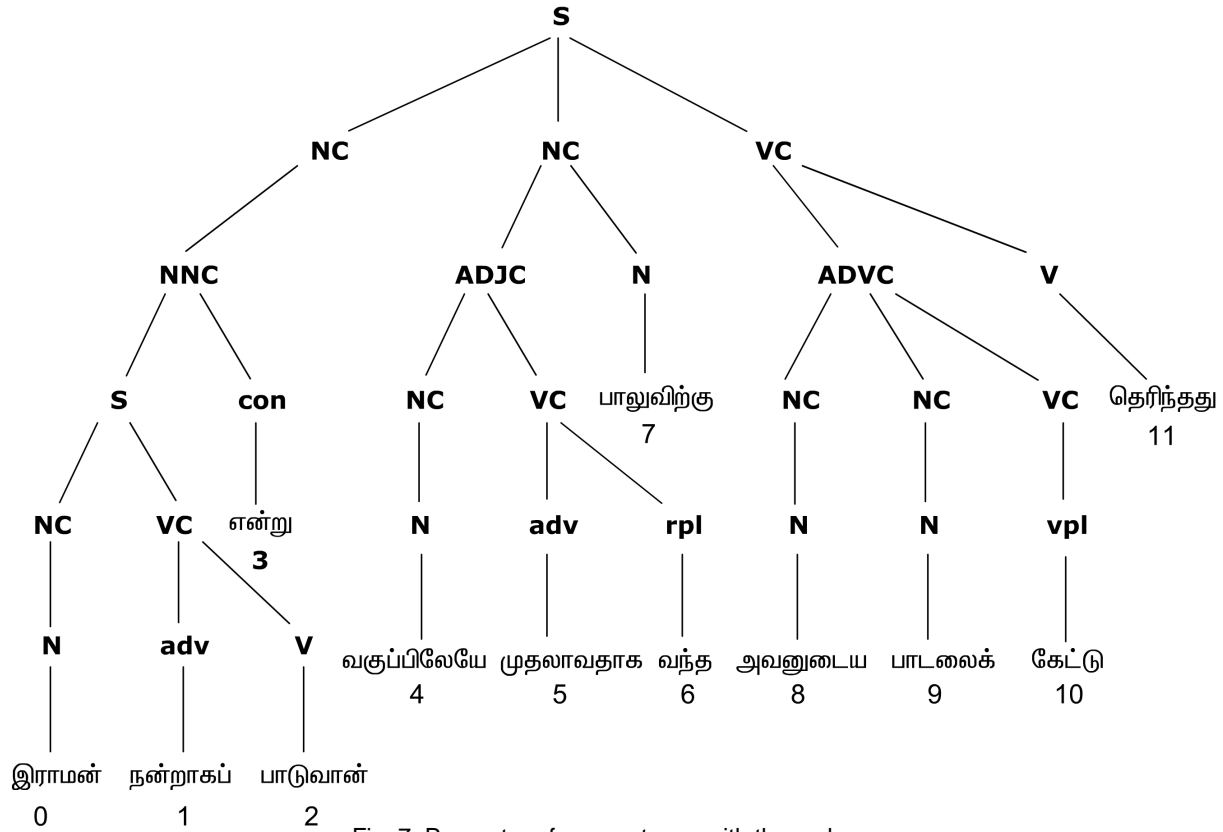 S
NC NC VC
NNC ADJC N ADVC V
S con NC VC பாலுவிற்கு NC NC VC தெரிந்தது
7 11
NC VC என்று N adv rpl N N vpl
3
N adv V வகுப்பிலேயே முதலாவதாக வந்த அவனுடைய பாடலைக் கேட்டு
4 5 6 8 9 10
இராமன் நன்றாகப் பாடுவான்
0 1 2